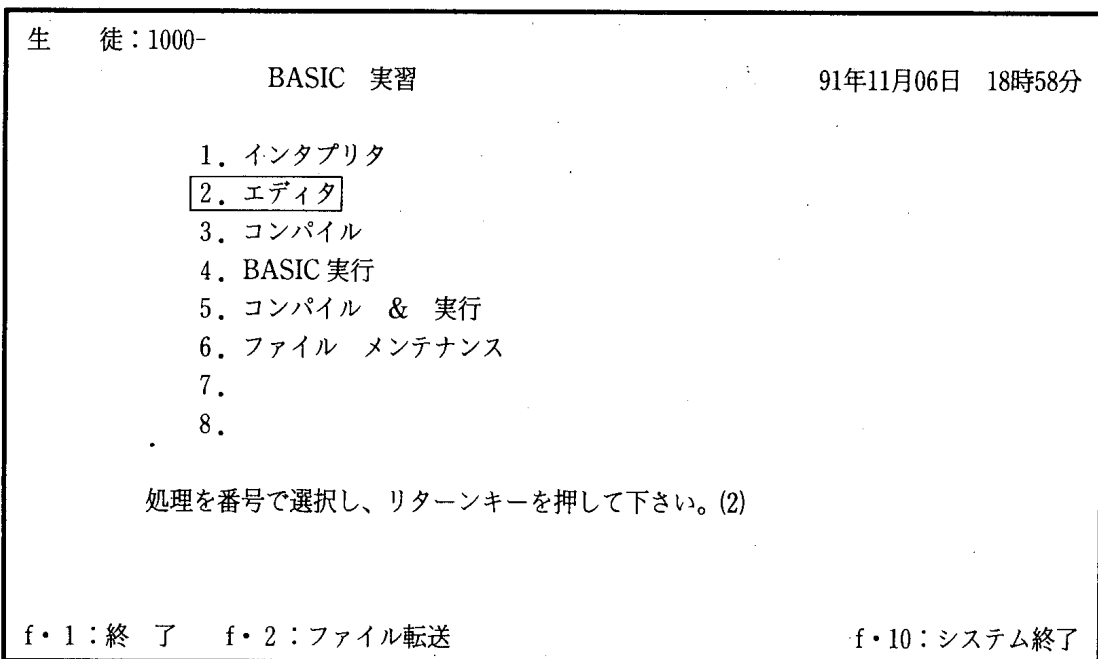 生　　徒：1000-
BASIC　実習　91年11月06日　18時58分
1．インタプリタ
2．エディタ
3．コンパイル
4．BASIC 実行
5．コンパイル　&　実行
6．ファイル　メンテナンス
7．
8．
処理を番号で選択し、リターンキーを押して下さい。(2)
f・1：終　了　f・2：ファイル転送　f・10：システム終了